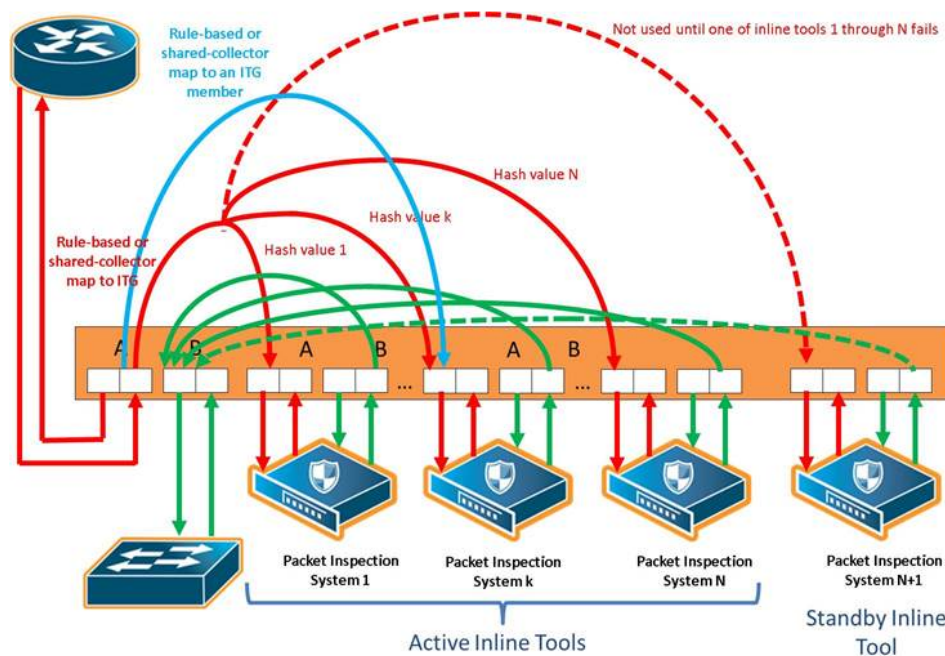 Rule-based or
shared-collector
map to an ITG
member
Not used until one of inline tools 1 through N fails
Hash value N
Hash value k
Hash value 1
Rule-based or
shared-collector
map to ITG
A
B
A
B
A
B
...
...
Packet Inspection
System 1
Packet Inspection
System k
Packet Inspection
System N
Packet Inspection
System N+1
Active Inline Tools
Standby Inline
Tool